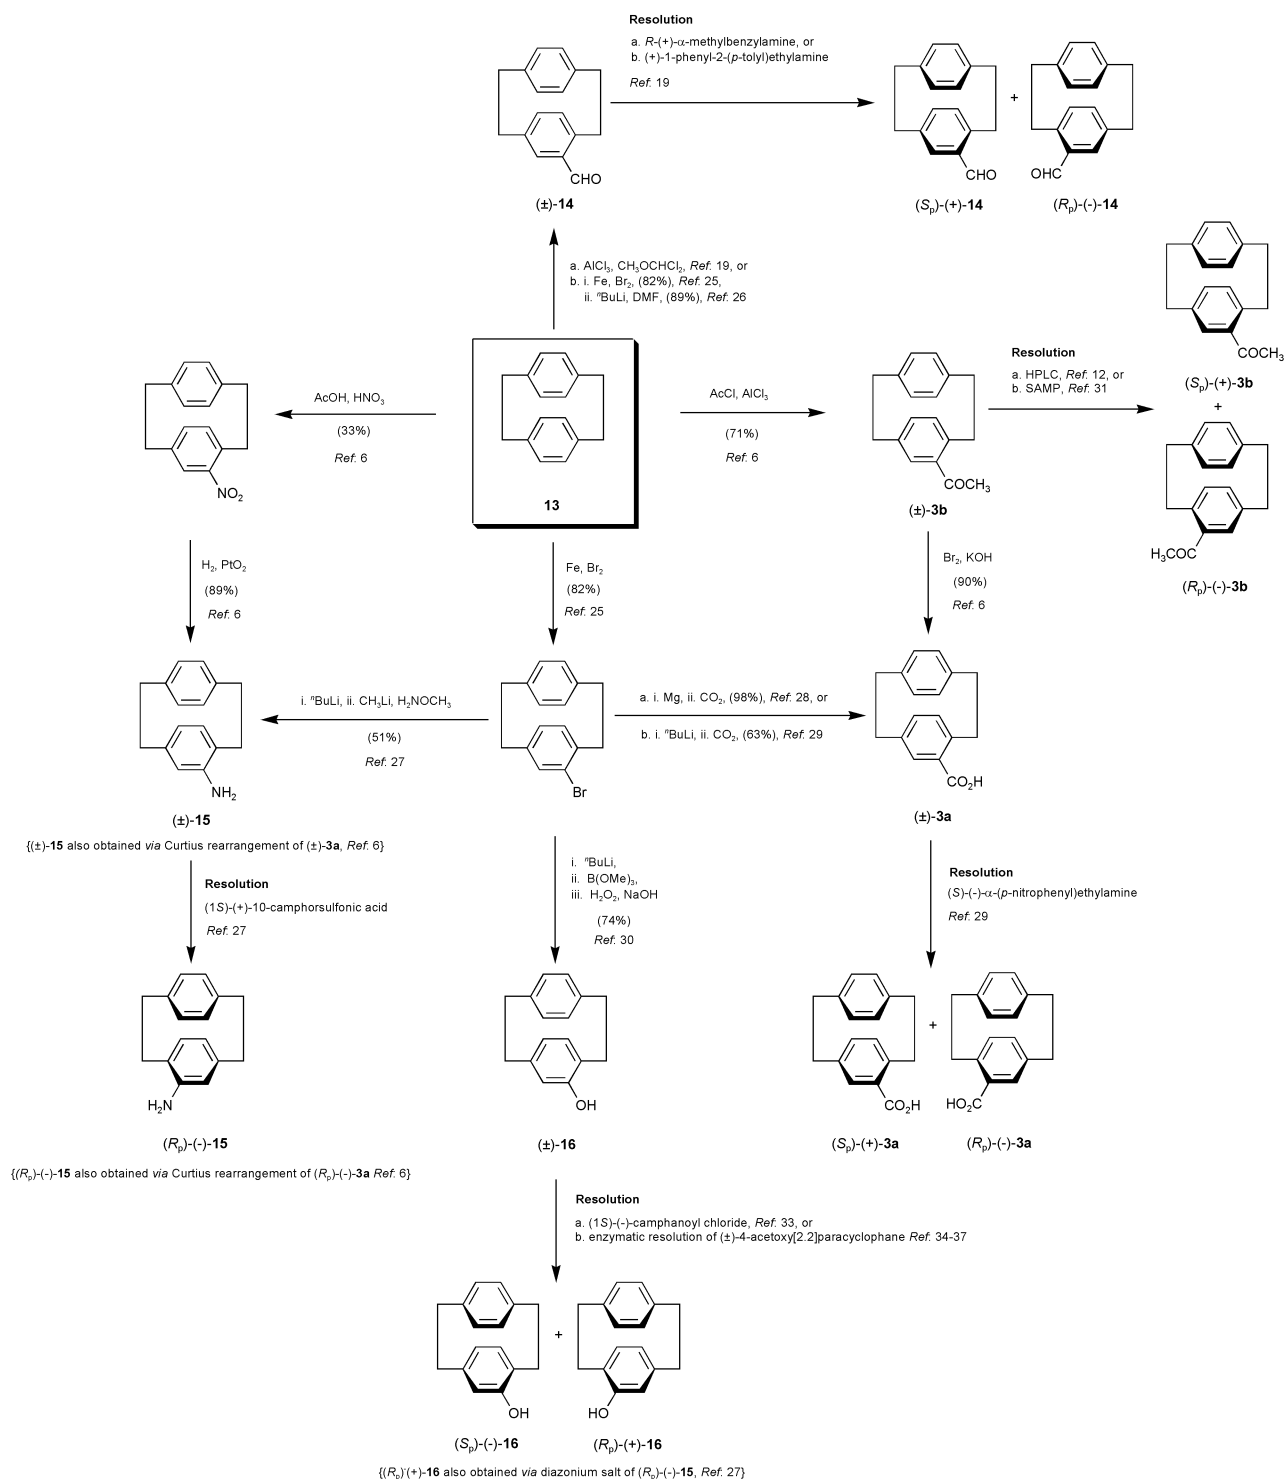 Resolution
a. R-(+)-α-methylbenzylamine, or
b. (+)-1-phenyl-2-(p-tolyl)ethylamine
Ref: 19
CHO
(±)-14
+
CHO
OHC
(Sp)-(+)-14
(Rp)-(-)-14
a. AlCl3, CH3OCHCl2, Ref: 19, or
b. i. Fe, Br2, (82%), Ref: 25,
ii. nBuLi, DMF, (89%), Ref: 26
AcOH, HNO3
(33%)
Ref: 6
NO2
13
AcCl, AlCl3
(71%)
Ref: 6
COCH3
(±)-3b
Resolution
a. HPLC, Ref: 12, or
b. SAMP, Ref: 31
COCH3
(Sp)-(+)-3b
+
H3COC
(Rp)-(-)-3b
H2, PtO2
(89%)
Ref: 6
Fe, Br2
(82%)
Ref: 25
Br2, KOH
(90%)
Ref: 6
NH2
(±)-15
{(±)-15 also obtained via Curtius rearrangement of (±)-3a, Ref: 6}
i. nBuLi, ii. CH3Li, H2NOCH3
(51%)
Ref: 27
Br
a. i. Mg, ii. CO2, (98%), Ref: 28, or
b. i. nBuLi, ii. CO2, (63%), Ref: 29
CO2H
(±)-3a
Resolution
(1S)-(+)-10-camphorsulfonic acid
Ref: 27
i. nBuLi,
ii. B(OMe)3,
iii. H2O2, NaOH
(74%)
Ref: 30
Resolution
(S)-(-)-α-(p-nitrophenyl)ethylamine
Ref: 29
H2N
(Rp)-(-)-15
{(Rp)-(-)-15 also obtained via Curtius rearrangement of (Rp)-(-)-3a Ref: 6}
OH
(±)-16
+
CO2H
HO2C
(Sp)-(+)-3a
(Rp)-(-)-3a
Resolution
a. (1S)-(-)-camphanoyl chloride, Ref: 33, or
b. enzymatic resolution of (±)-4-acetoxy[2.2]paracyclophane Ref: 34-37
+
OH
HO
(Sp)-(-)-16
(Rp)-(+)-16
{(Rp)-(+)-16 also obtained via diazonium salt of (Rp)-(-)-15, Ref: 27}